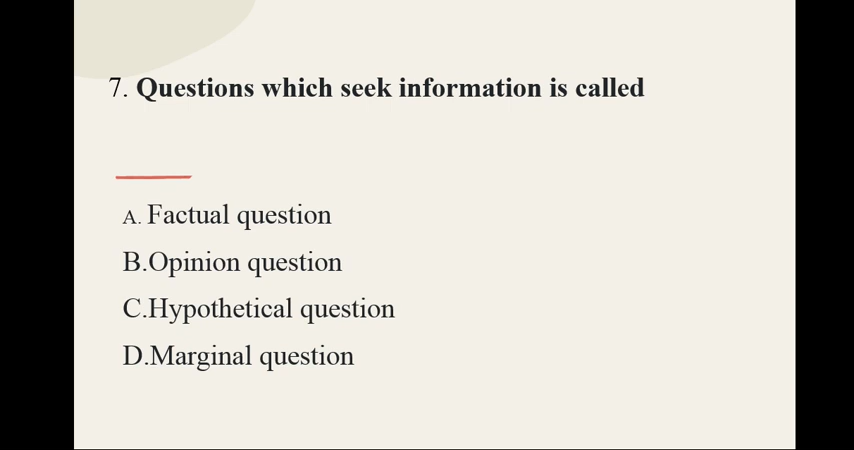 7. Questions which seek information is called
A. Factual question
B.Opinion question
C.Hypothetical question
D.Marginal question